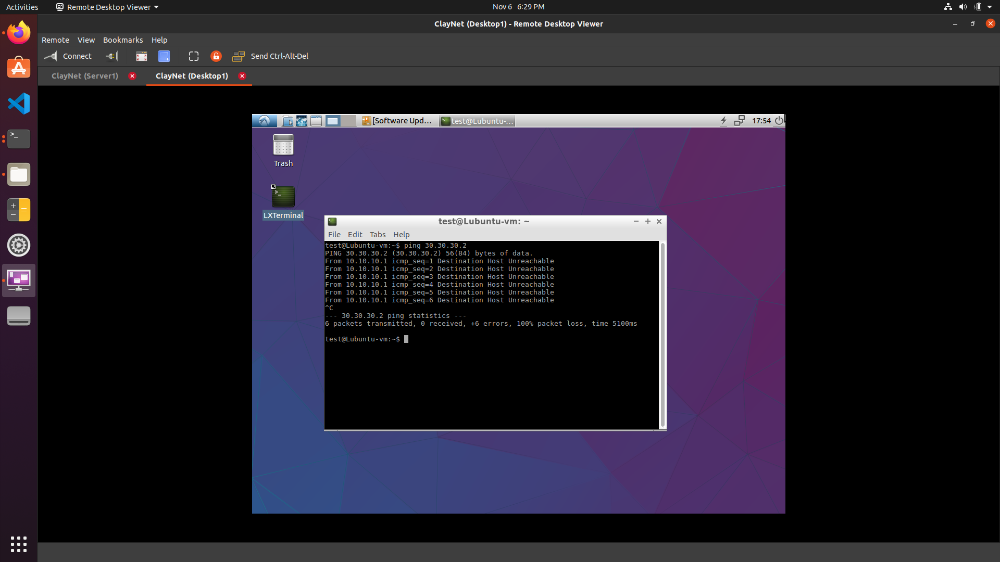 Activities
Remote Desktop Viewer
Nov 6 6:29 PM
ClayNet (Desktop1) - Remote Desktop Viewer
Remote View Bookmarks Help
Connect
Send Ctrl-Alt-Del
ClayNet (Server1)
ClayNet (Desktop1)
[Software Upd...
test@Lubuntu-...
17:54
Trash
LXTerminal
test@Lubuntu-vm: ~
File Edit Tabs Help
test@Lubuntu-vm:~$ ping 30.30.30.2
PING 30.30.30.2 (30.30.30.2) 56(84) bytes of data.
From 10.10.10.1 icmp_seq=1 Destination Host Unreachable
From 10.10.10.1 icmp_seq=2 Destination Host Unreachable
From 10.10.10.1 icmp_seq=3 Destination Host Unreachable
From 10.10.10.1 icmp_seq=4 Destination Host Unreachable
From 10.10.10.1 icmp_seq=5 Destination Host Unreachable
From 10.10.10.1 icmp_seq=6 Destination Host Unreachable
^C
--- 30.30.30.2 ping statistics ---
6 packets transmitted, 0 received, +6 errors, 100% packet loss, time 5100ms
test@Lubuntu-vm:~$